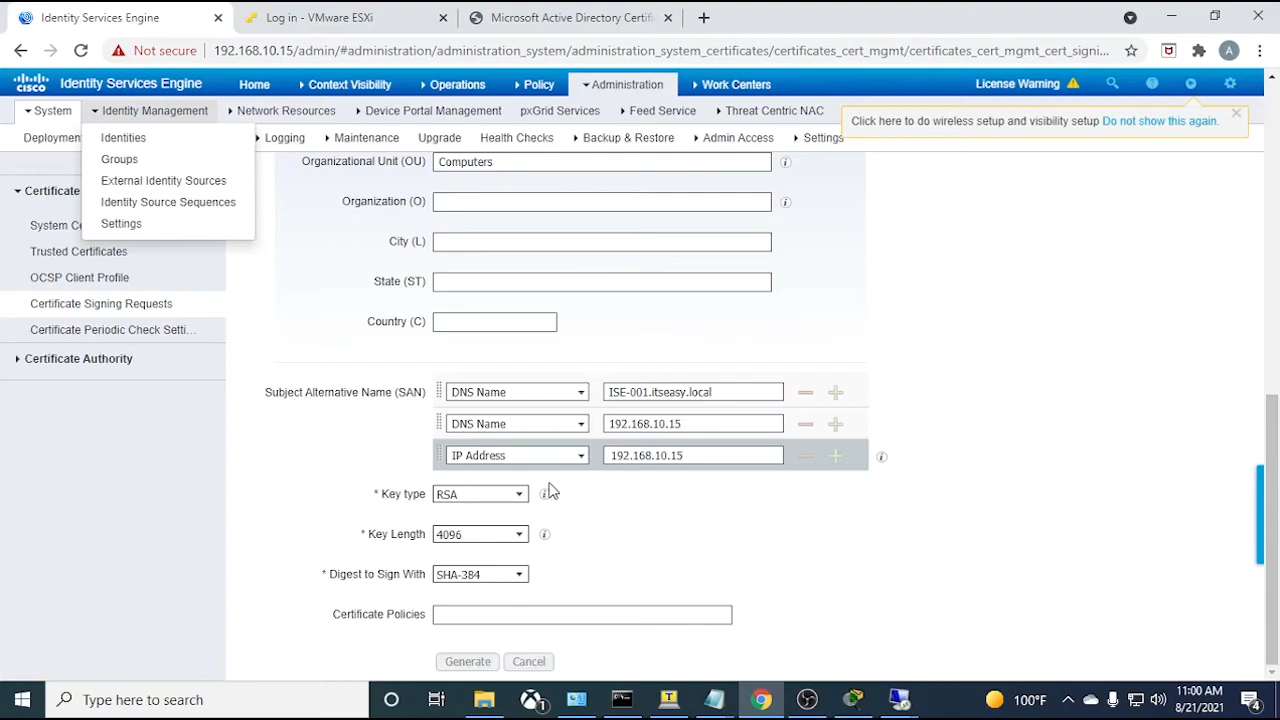 Identity Services Engine
Log in - VMware ESXi
Microsoft Active Directory Certifi
Not secure
192.168.10.15/admin/#administration/administration_system/administration_system_certificates/certificates_cert_mgmt/certificates_cert_mgmt_cert_signi...
A
CISCO Identity Services Engine
Home
Context Visibility
Operations
Policy
Administration
Work Centers
License Warning
System
Identity Management
Network Resources
Device Portal Management
pxGrid Services
Feed Service
Threat Centric NAC
Click here to do wireless setup and visibility setup Do not show this again.
Deployment
Logging
Maintenance
Upgrade
Health Checks
Backup & Restore
Admin Access
Settings
Identities
Groups
External Identity Sources
Identity Source Sequences
Settings
Certificate
System Ce
Trusted Certificates
OCSP Client Profile
Certificate Signing Requests
Certificate Periodic Check Setti...
Certificate Authority
Organizational Unit (OU) Computers
Organization (O)
City (L)
State (ST)
Country (C)
Subject Alternative Name (SAN) DNS Name ISE-001.itseasy.local
DNS Name 192.168.10.15
IP Address 192.168.10.15
* Key type RSA
* Key Length 4096
* Digest to Sign With SHA-384
Certificate Policies
Generate Cancel
Type here to search
1
100°F
11:00 AM
8/21/2021
4